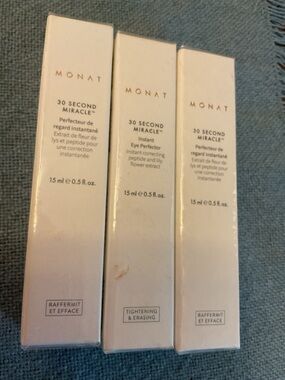 MONAT
30 SECOND
MIRACLE™
Perfecteur de
regard instantané
Extrait de fleur de
lys et peptide pour
une correction
instantanée
15 ml ℮ 0.5 fl. oz.
RAFFERMIT
ET EFFACE
MONAT
30 SECOND
MIRACLE™
Instant
Eye Perfector
Instant correcting
peptide and lily
flower extract
15 ml ℮ 0.5 fl. oz.
TIGHTENING
& ERASING
MONAT
30 SECOND
MIRACLE™
Perfecteur de
regard instantané
Extrait de fleur de
lys et peptide pour
une correction
instantanée
15 ml ℮ 0.5 fl. oz.
RAFFERMIT
ET EFFACE